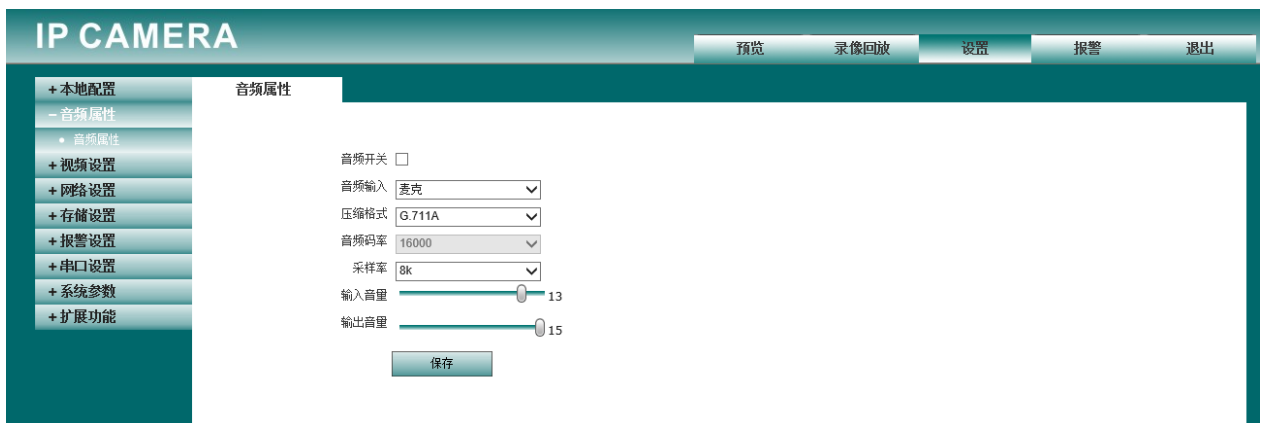 IP CAMERA
预览 录像回放 设置 报警 退出
+本地配置
-音频属性
• 音频属性
+视频设置
+网络设置
+存储设置
+报警设置
+串口设置
+系统参数
+扩展功能
音频属性
音频开关
音频输入 麦克
压缩格式 G.711A
音频码率 16000
采样率 8k
输入音量 13
输出音量 15
保存